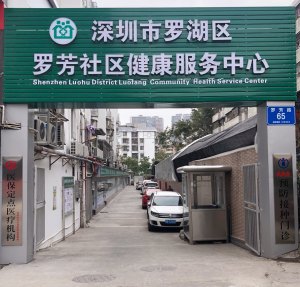 深圳市罗湖区
罗芳社区健康服务中心
Shenzhen Luohu District Luofang Community Health Service Center
罗芳路
65
医保定点医疗机构
预防接种门诊